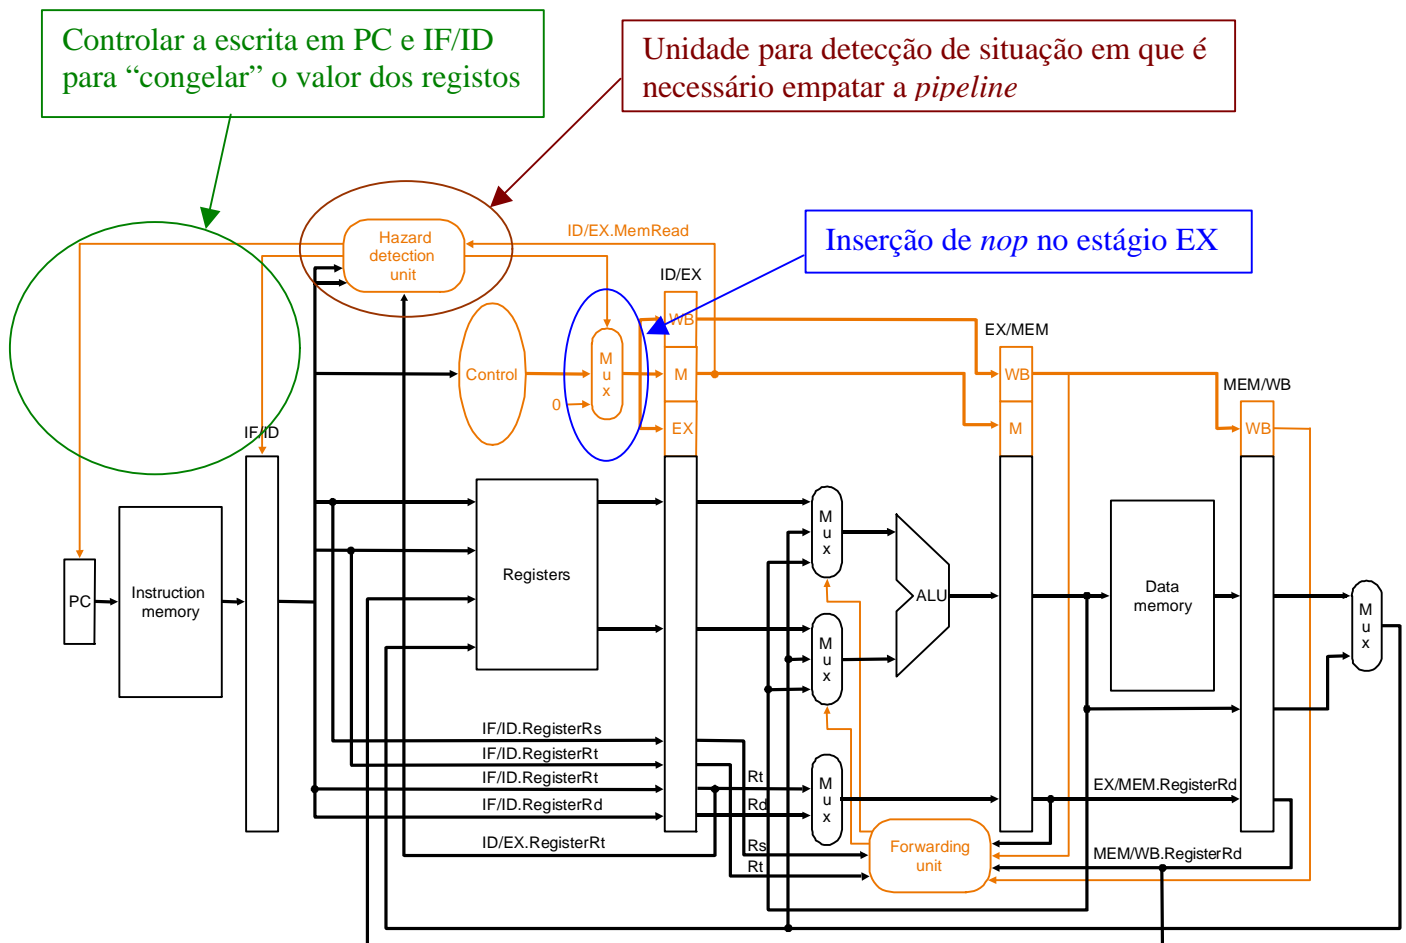 Controlar a escrita em PC e IF/ID
para “congelar” o valor dos registos
Unidade para detecção de situação em que é
necessário empatar a pipeline
Inserção de nop no estágio EX
Hazard
detection
unit
ID/EX.MemRead
ID/EX
WB
EX/MEM
Control
M
u
x
M
WB
MEM/WB
0
IF/ID
EX
M
WB
PC
Instruction
memory
Registers
M
u
x
ALU
Data
memory
M
u
x
M
u
x
IF/ID.RegisterRs
IF/ID.RegisterRt
IF/ID.RegisterRt
IF/ID.RegisterRd
ID/EX.RegisterRt
Rt
Rd
M
u
x
EX/MEM.RegisterRd
Rs
Rt
Forwarding
unit
MEM/WB.RegisterRd